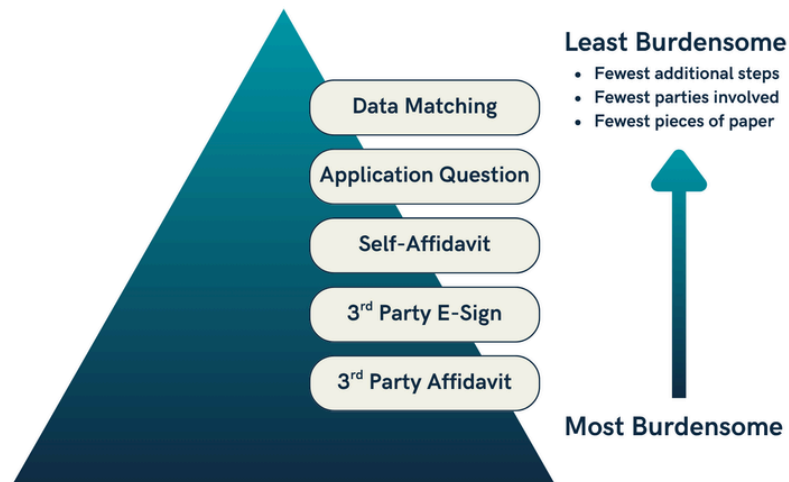 Least Burdensome
• Fewest additional steps
• Fewest parties involved
• Fewest pieces of paper
Data Matching
Application Question
Self-Affidavit
3rd Party E-Sign
3rd Party Affidavit
Most Burdensome